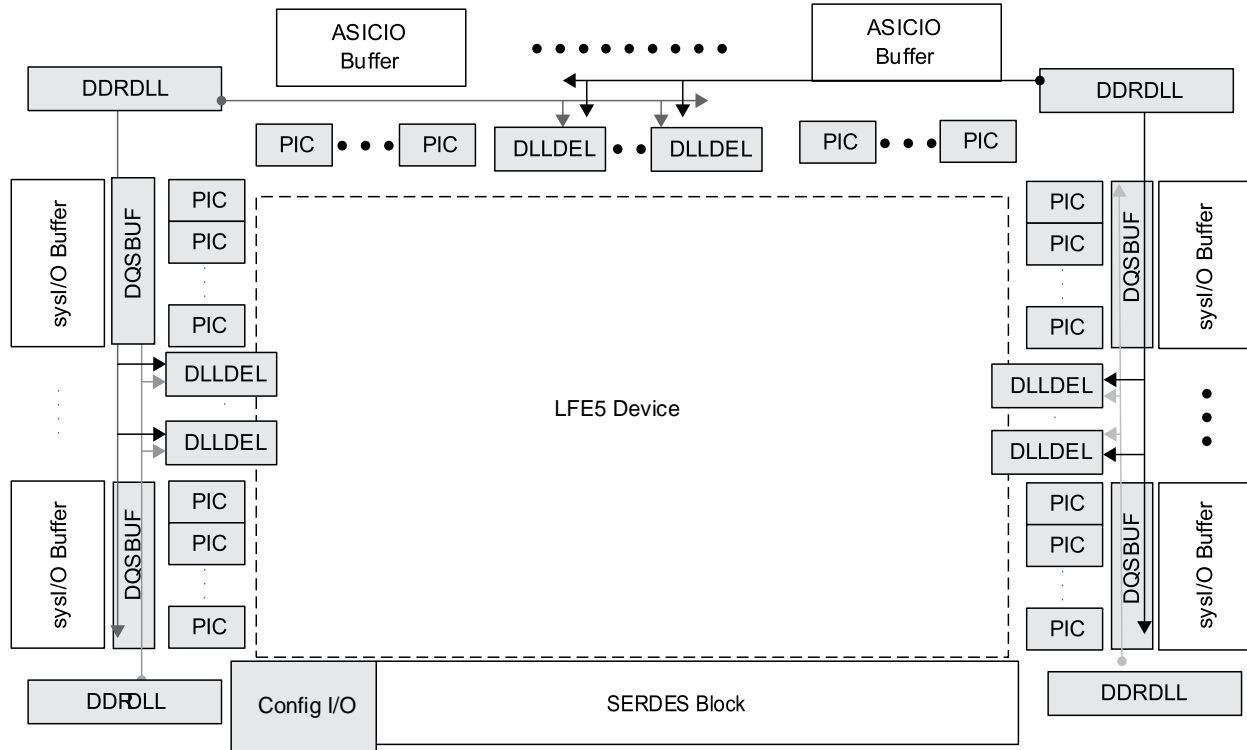 ASICIO
Buffer
ASICIO
Buffer
DDRDLL
DDRDLL
PIC
PIC
DLLDEL
DLLDEL
PIC
PIC
sysI/O Buffer
DQSBUF
PIC
PIC
PIC
PIC
PIC
PIC
DQSBUF
sysI/O Buffer
DLLDEL
DLLDEL
LFE5 Device
DLLDEL
DLLDEL
sysI/O Buffer
DQSBUF
PIC
PIC
PIC
PIC
PIC
PIC
DQSBUF
sysI/O Buffer
DDRDLL
Config I/O
SERDES Block
DDRDLL